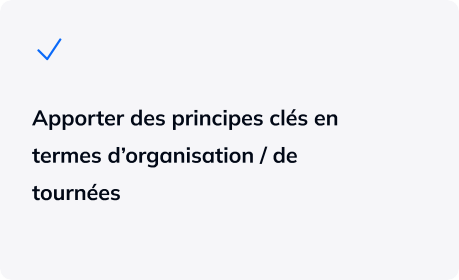 Apporter des principes clés en
termes d’organisation / de
tournées